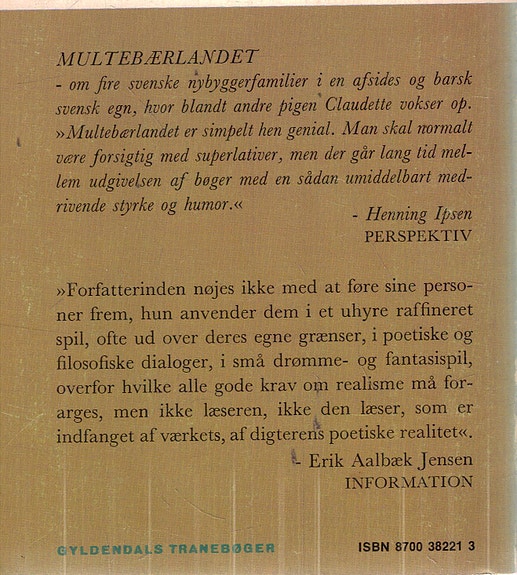 MULTEBÆRLANDET
- om fire svenske nybyggerfamilier i en afsides og barsk
svensk egn, hvor blandt andre pigen Claudette vokser op.
»Multebærlandet er simpelt hen genial. Man skal normalt
være forsigtig med superlativer, men der går lang tid mel-
lem udgivelsen af bøger med en sådan umiddelbart med-
rivende styrke og humor.«
- Henning Ipsen
PERSPEKTIV
»Forfatterinden nøjes ikke med at føre sine perso-
ner frem, hun anvender dem i et uhyre raffineret
spil, ofte ud over deres egne grænser, i poetiske og
filosofiske dialoger, i små drømme- og fantasispil,
overfor hvilke alle gode krav om realisme må for-
arges, men ikke læseren, ikke den læser, som er
indfanget af værkets, af digterens poetiske realitet«.
- Erik Aalbæk Jensen
INFORMATION
GYLDENDALS TRANEBØGER
ISBN 8700 38221 3